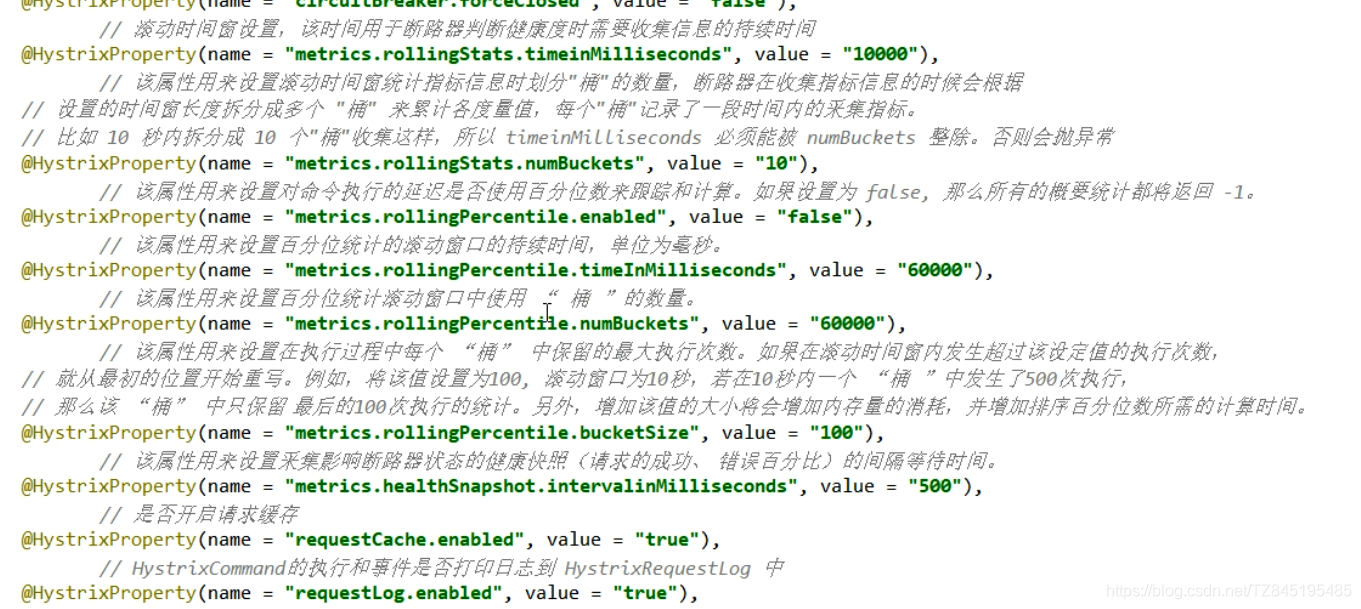 @HystrixProperty(name = "circuitBreaker.forceClosed", value = "false"),
// 滚动时间窗设置，该时间用于断路器判断健康度时需要收集信息的持续时间
@HystrixProperty(name = "metrics.rollingStats.timeinMilliseconds", value = "10000"),
// 该属性用来设置滚动时间窗统计指标信息时划分"桶"的数量，断路器在收集指标信息的时候会根据
// 设置的时间窗长度拆分成多个 "桶" 来累计各度量值，每个"桶"记录了一段时间内的采集指标。
// 比如 10 秒内拆分成 10 个"桶"收集这样，所以 timeinMilliseconds 必须能被 numBuckets 整除。否则会抛异常
@HystrixProperty(name = "metrics.rollingStats.numBuckets", value = "10"),
// 该属性用来设置对命令执行的延迟是否使用百分位数来跟踪和计算。如果设置为 false, 那么所有的概要统计都将返回 -1。
@HystrixProperty(name = "metrics.rollingPercentile.enabled", value = "false"),
// 该属性用来设置百分位统计的滚动窗口的持续时间，单位为毫秒。
@HystrixProperty(name = "metrics.rollingPercentile.timeInMilliseconds", value = "60000"),
// 该属性用来设置百分位统计滚动窗口中使用 “ 桶 ”的数量。
@HystrixProperty(name = "metrics.rollingPercentile.numBuckets", value = "60000"),
// 该属性用来设置在执行过程中每个 “桶” 中保留的最大执行次数。如果在滚动时间窗内发生超过该设定值的执行次数，
// 就从最初的位置开始重写。例如，将该值设置为100, 滚动窗口为10秒，若在10秒内一个 “桶 ”中发生了500次执行，
// 那么该 “桶” 中只保留 最后的100次执行的统计。另外，增加该值的大小将会增加内存量的消耗，并增加排序百分位数所需的计算时间。
@HystrixProperty(name = "metrics.rollingPercentile.bucketSize", value = "100"),
// 该属性用来设置采集影响断路器状态的健康快照（请求的成功、 错误百分比）的间隔等待时间。
@HystrixProperty(name = "metrics.healthSnapshot.intervalinMilliseconds", value = "500"),
// 是否开启请求缓存
@HystrixProperty(name = "requestCache.enabled", value = "true"),
// HystrixCommand的执行和事件是否打印日志到 HystrixRequestLog 中
@HystrixProperty(name = "requestLog.enabled", value = "true"),
https://blog.csdn.net/TZ845195485